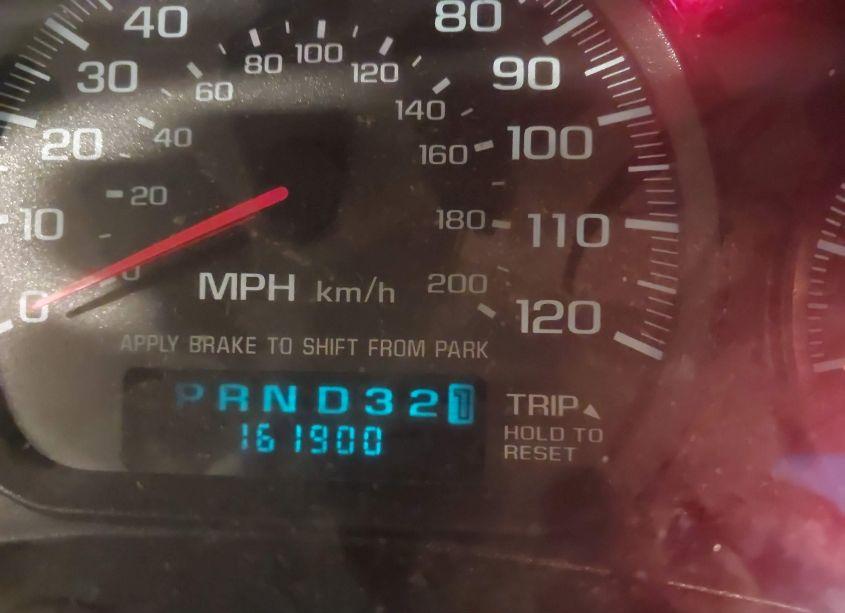 40 80
80 100 120
30 60 90
140
20 40 160 100
10 20 180 110
0 0 MPH km/h 200 120
APPLY BRAKE TO SHIFT FROM PARK
PRND321 TRIP
161900 HOLD TO
RESET